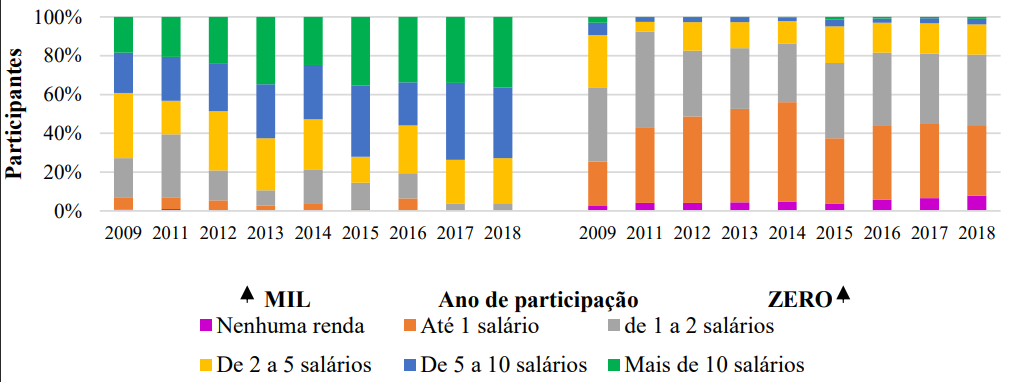 Participantes
100%
80%
60%
40%
20%
0%
2009 2011 2012 2013 2014 2015 2016 2017 2018 2009 2011 2012 2013 2014 2015 2016 2017 2018
MIL Ano de participação ZERO
Nenhuma renda Até 1 salário de 1 a 2 salários
De 2 a 5 salários De 5 a 10 salários Mais de 10 salários